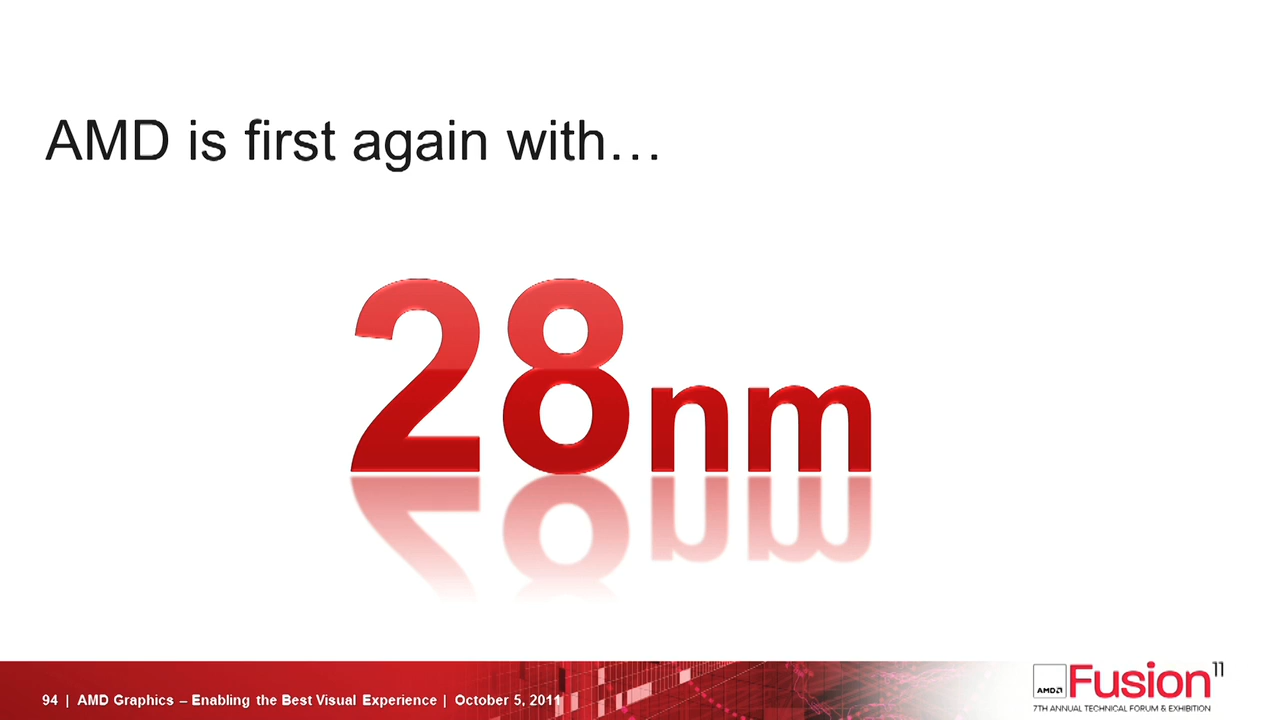 AMD is first again with…
28nm
94 | AMD Graphics – Enabling the Best Visual Experience | October 5, 2011
AMD Fusion 11
7TH ANNUAL TECHNICAL FORUM & EXHIBITION